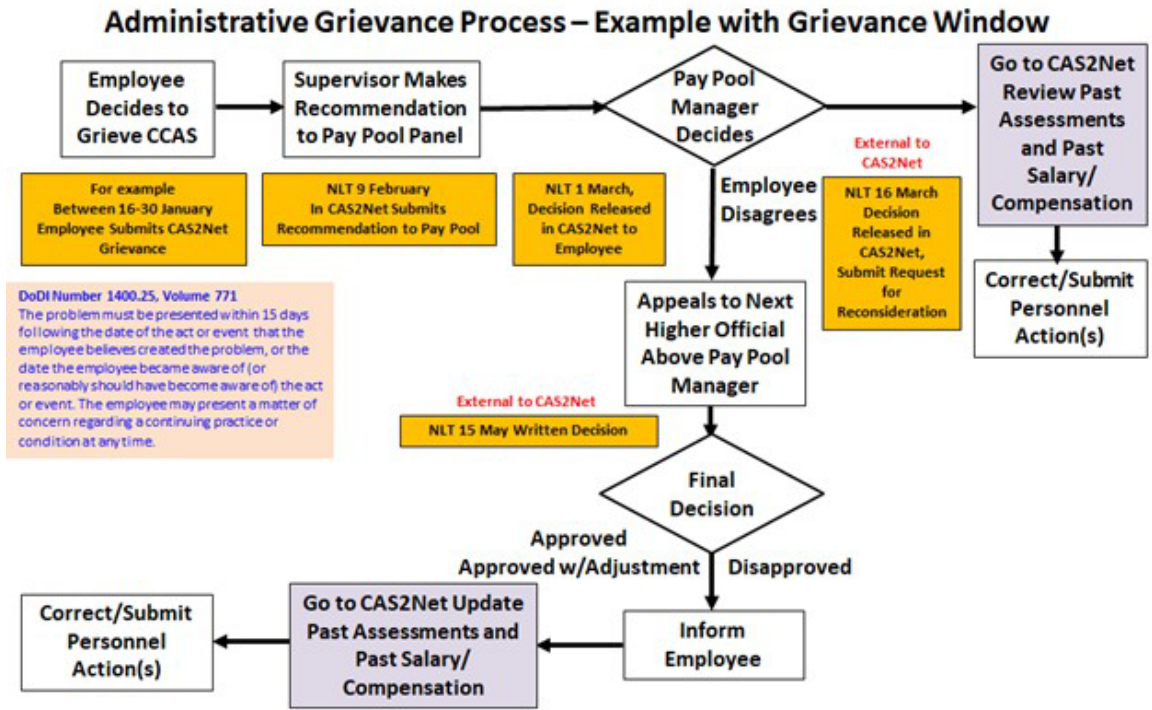 Administrative Grievance Process – Example with Grievance Window
Employee
Decides to
Grieve CCAS
Supervisor Makes
Recommendation
to Pay Pool Panel
Pay Pool
Manager
Decides
Go to CAS2Net
Review Past
Assessments
and Past
Salary/
Compensation
For example
Between 16-30 January
Employee Submits CAS2Net
Grievance
NLT 9 February
In CAS2Net Submits
Recommendation to Pay Pool
NLT 1 March,
Decision Released
in CAS2Net to
Employee
Employee
Disagrees
External to
CAS2Net
NLT 16 March
Decision
Released in
CAS2Net,
Submit Request
for
Reconsideration
Correct/Submit
Personnel
Action(s)
DoDI Number 1400.25, Volume 771
The problem must be presented within 15 days
following the date of the act or event that the
employee believes created the problem, or the
date the employee became aware of (or
reasonably should have become aware of) the act
or event. The employee may present a matter of
concern regarding a continuing practice or
condition at any time.
Appeals to Next
Higher Official
Above Pay Pool
Manager
External to CAS2Net
NLT 15 May Written Decision
Final
Decision
Approved
Approved w/Adjustment
Disapproved
Inform
Employee
Go to CAS2Net Update
Past Assessments and
Past Salary/
Compensation
Correct/Submit
Personnel
Action(s)